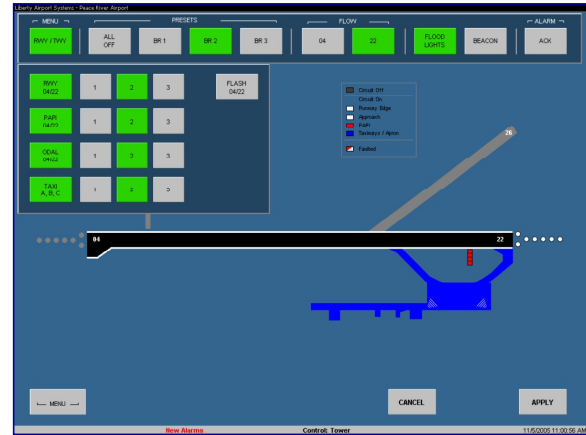 Liberty Airport Systems - Peace River Airport
MENU PRESETS FLOW ALARM
RWY / TWY ALL OFF BR 1 BR 2 BR 3 04 22 FLOOD LIGHTS BEACON ACK
RWY 04/22 1 2 3 FLASH 04/22
PAPI 04/22 1 2 3
ODAL 04/22 1 2 3
TAXI A, B, C 1 2 3
Circuit Off
Circuit On
Runway Edge
Approach
PAPI
Taxiways / Apron
Faulted
26
04 22
MENU CANCEL APPLY
New Alarms Control: Tower 11/5/2005 11:00:56 AM